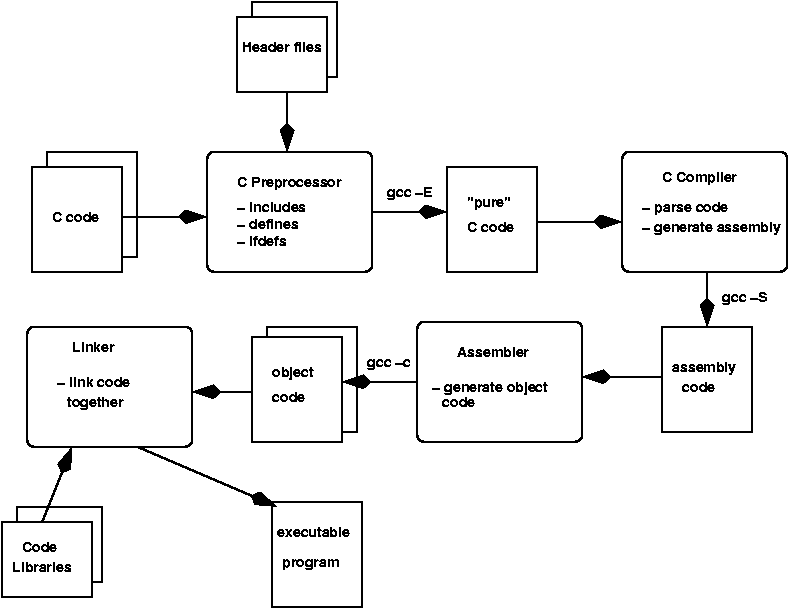 Header files
C code
C Preprocessor
– includes
– defines
– ifdefs
gcc –E
"pure"
C code
C Compiler
– parse code
– generate assembly
gcc –S
assembly
code
Assembler
– generate object
code
gcc –c
object
code
Linker
– link code
together
Code
Libraries
executable
program